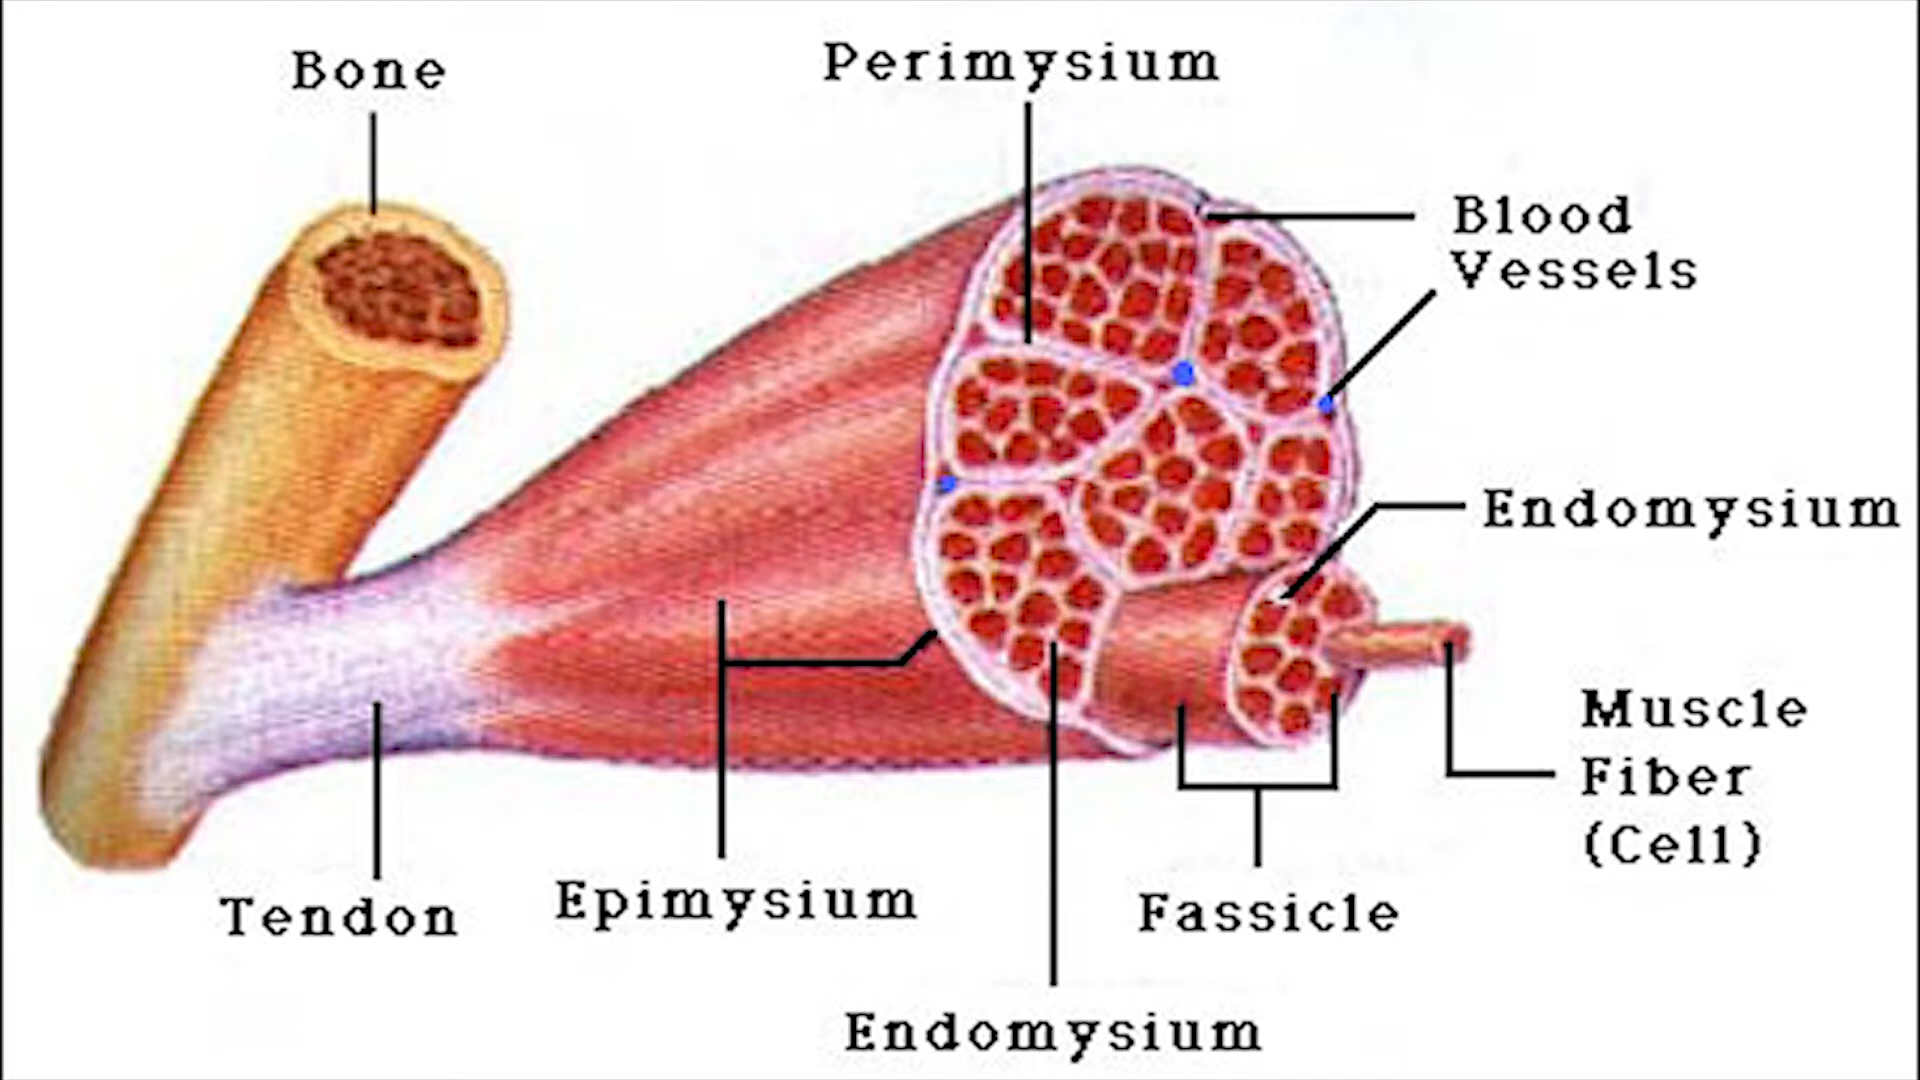 Bone
Perimysium
Blood
Vessels
Endomysium
Muscle
Fiber
(Cell)
Tendon
Epimysium
Fassicle
Endomysium